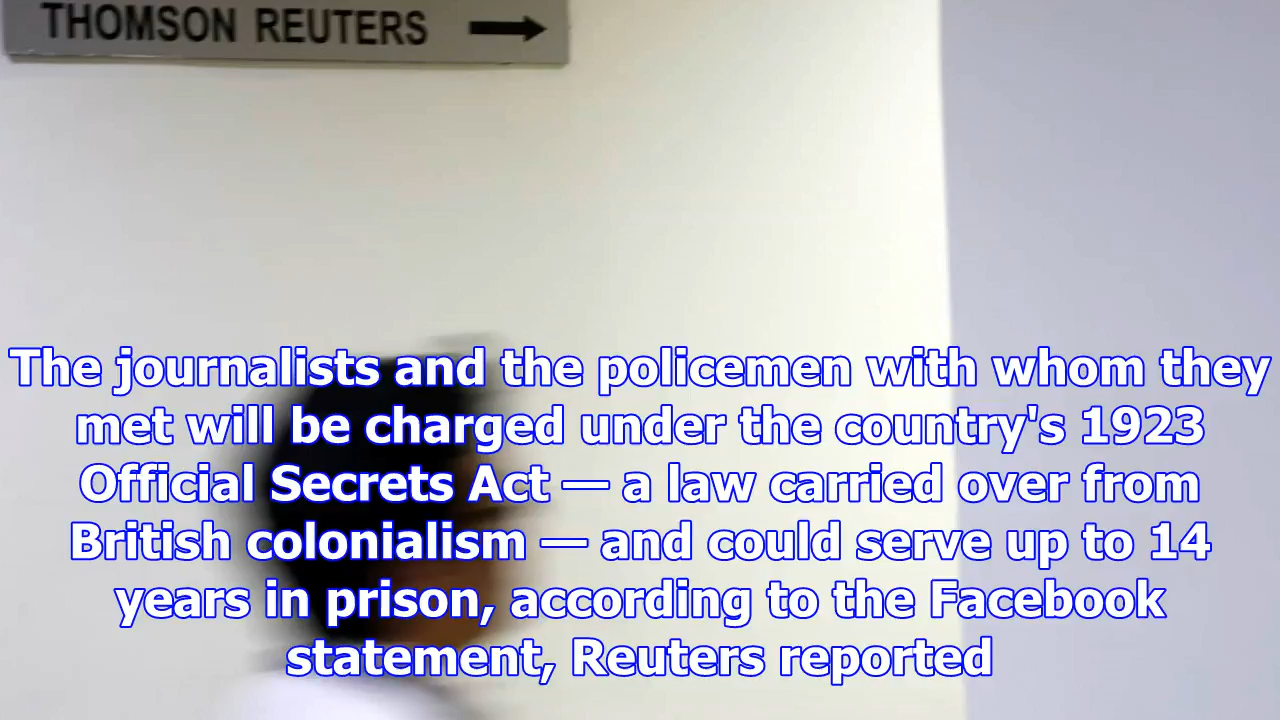 THOMSON REUTERS
The journalists and the policemen with whom they
met will be charged under the country's 1923
Official Secrets Act — a law carried over from
British colonialism — and could serve up to 14
years in prison, according to the Facebook
statement, Reuters reported